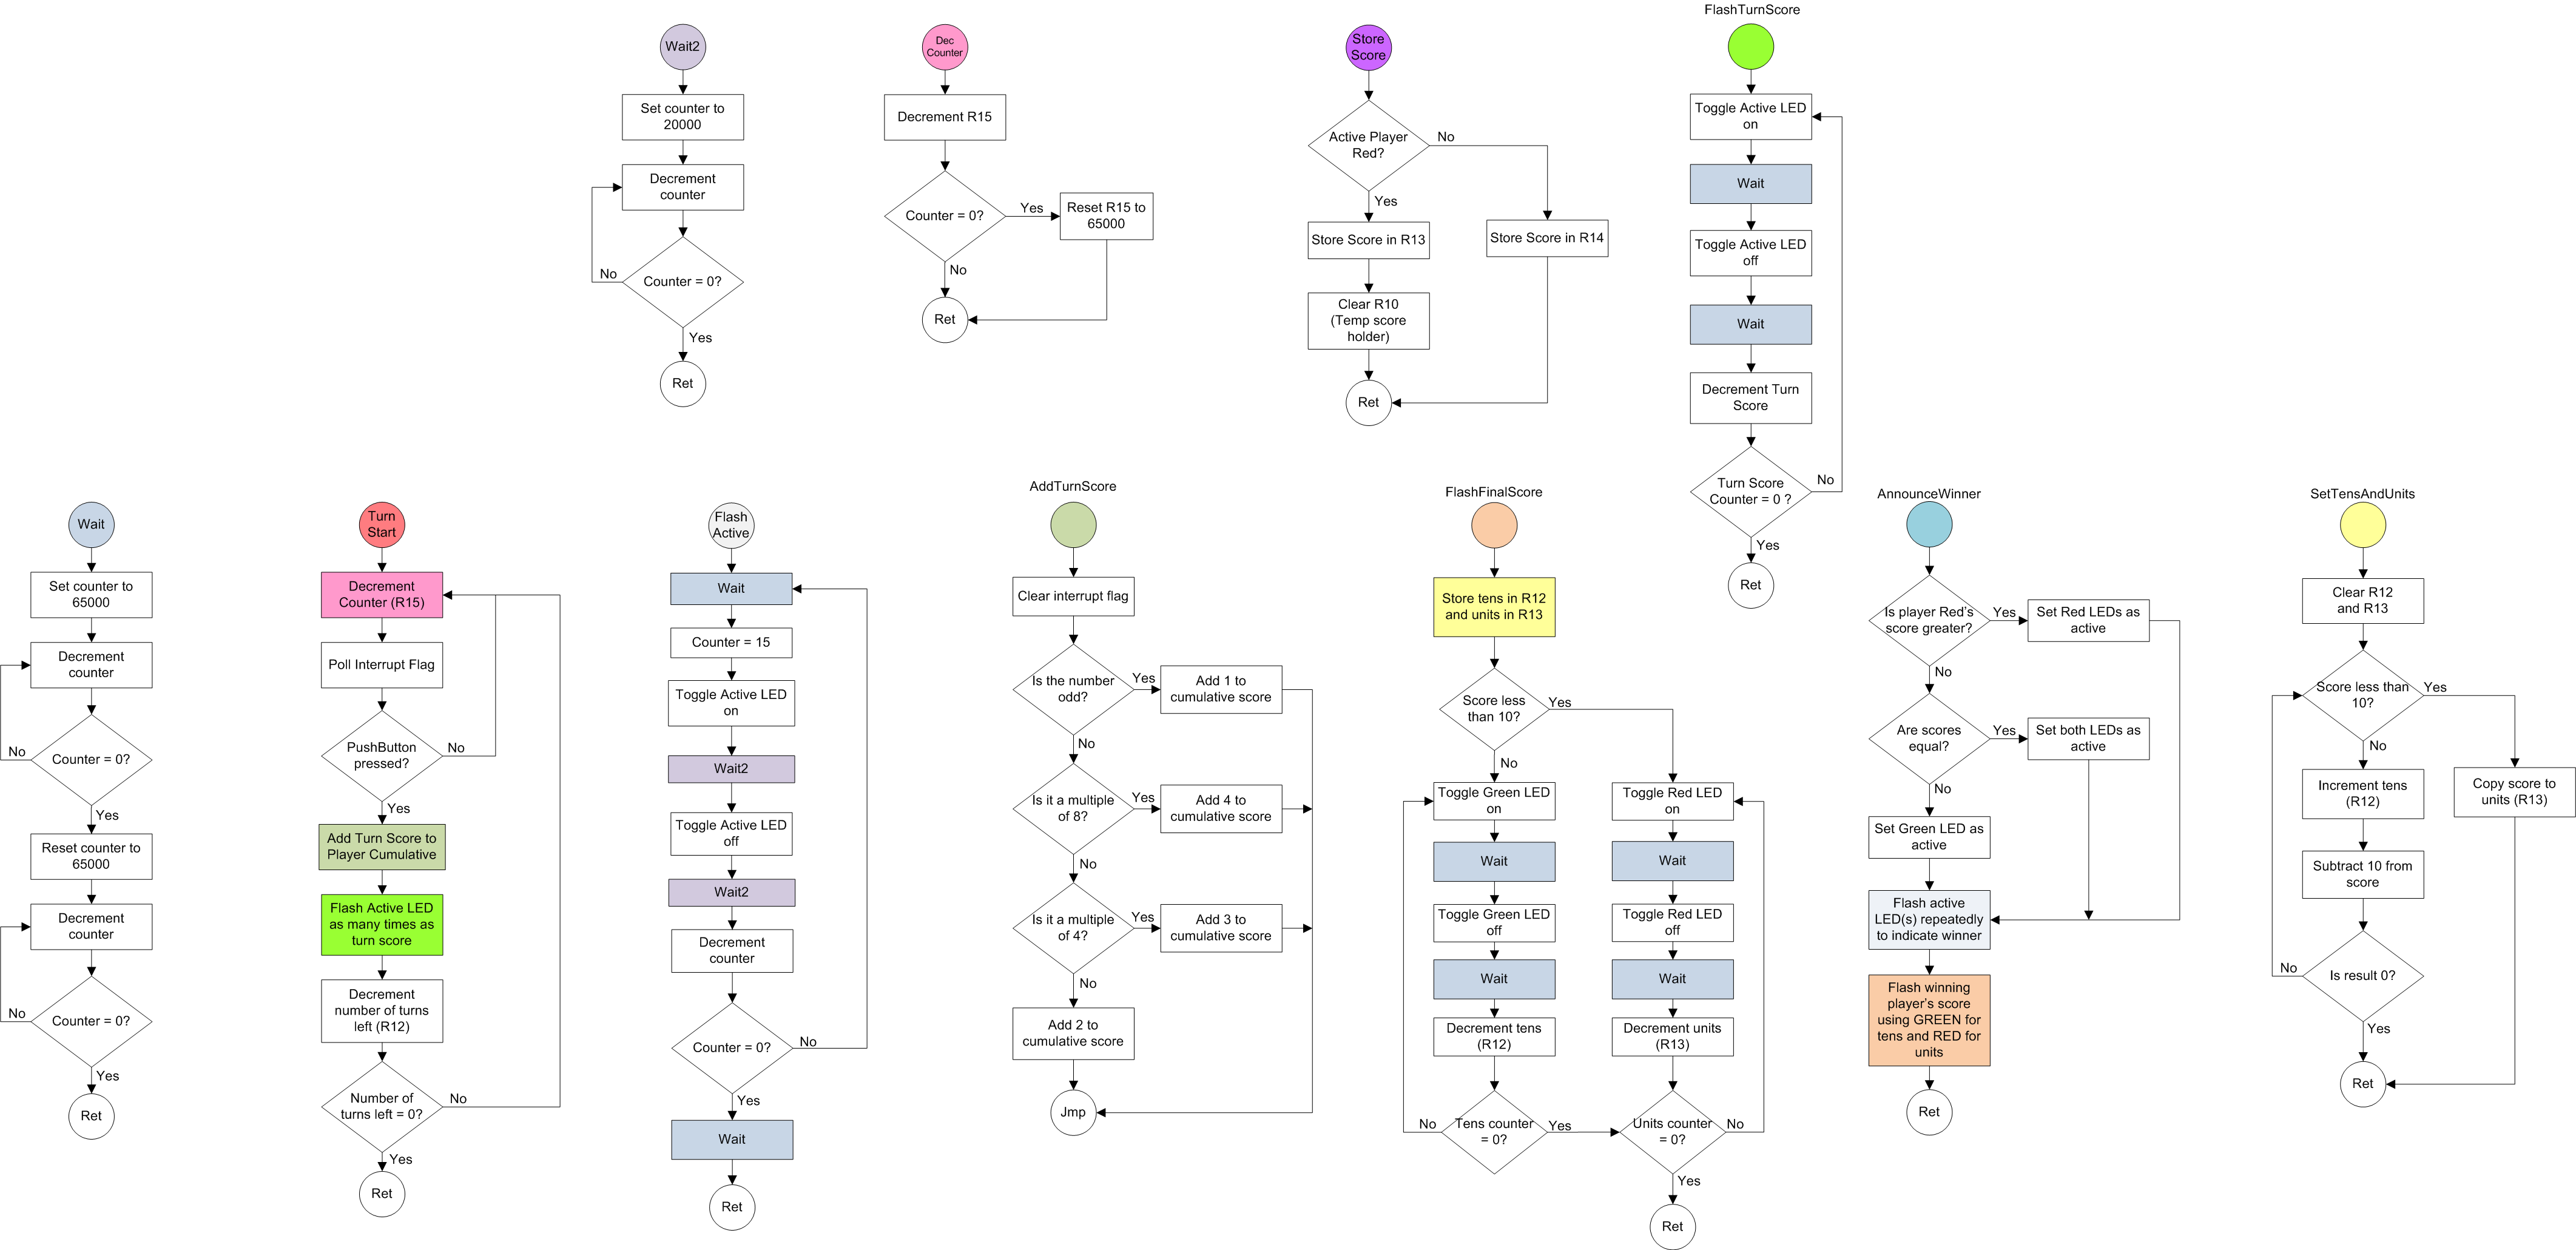 Wait2
Set counter to
20000
Decrement
counter
No
Counter = 0?
Yes
Ret
Dec
Counter
Decrement R15
Counter = 0?
Yes
Reset R15 to
65000
No
Ret
Store
Score
Active Player
Red?
No
Yes
Store Score in R13
Store Score in R14
Clear R10
(Temp score
holder)
Ret
FlashTurnScore
Toggle Active LED
on
Wait
Toggle Active LED
off
Wait
Decrement Turn
Score
Turn Score
Counter = 0 ?
No
Yes
Ret
Wait
Set counter to
65000
Decrement
counter
No
Counter = 0?
Yes
Reset counter to
65000
Decrement
counter
No
Counter = 0?
Yes
Ret
Turn
Start
Decrement
Counter (R15)
Poll Interrupt Flag
PushButton
pressed?
No
Yes
Add Turn Score to
Player Cumulative
Flash Active LED
as many times as
turn score
Decrement
number of turns
left (R12)
Number of
turns left = 0?
No
Yes
Ret
Flash
Active
Wait
Counter = 15
Toggle Active LED
on
Wait2
Toggle Active LED
off
Wait2
Decrement
counter
Counter = 0?
No
Yes
Wait
Ret
AddTurnScore
Clear interrupt flag
Is the number
odd?
Yes
Add 1 to
cumulative score
No
Is it a multiple
of 8?
Yes
Add 4 to
cumulative score
No
Is it a multiple
of 4?
Yes
Add 3 to
cumulative score
No
Add 2 to
cumulative score
Jmp
FlashFinalScore
Store tens in R12
and units in R13
Score less
than 10?
Yes
No
Toggle Green LED
on
Wait
Toggle Green LED
off
Wait
Decrement tens
(R12)
No
Tens counter
= 0?
Yes
Toggle Red LED
on
Wait
Toggle Red LED
off
Wait
Decrement units
(R13)
Units counter
= 0?
No
Yes
Ret
AnnounceWinner
Is player Red's
score greater?
Yes
Set Red LEDs as
active
No
Are scores
equal?
Yes
Set both LEDs as
active
No
Set Green LED as
active
Flash active
LED(s) repeatedly
to indicate winner
Flash winning
player's score
using GREEN for
tens and RED for
units
Ret
SetTensAndUnits
Clear R12
and R13
Score less than
10?
Yes
No
Increment tens
(R12)
Copy score to
units (R13)
Subtract 10 from
score
No
Is result 0?
Yes
Ret